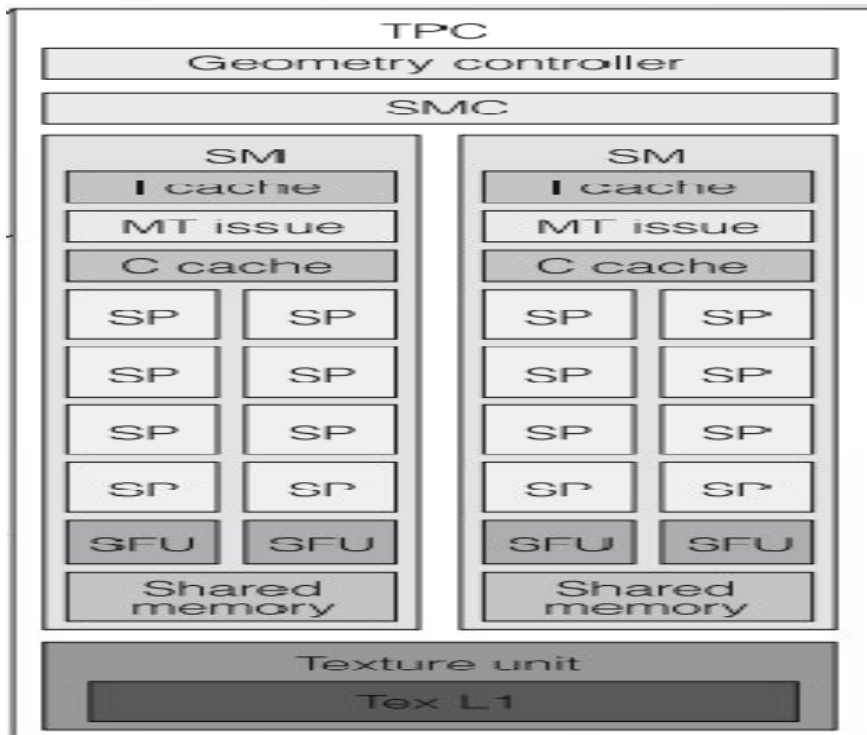 TPC
Geometry controller
SMC
SM
I cache
MT issue
C cache
SP SP
SP SP
SP SP
SP SP
SFU SFU
Shared
memory
SM
I cache
MT issue
C cache
SP SP
SP SP
SP SP
SP SP
SFU SFU
Shared
memory
Texture unit
Tex L1